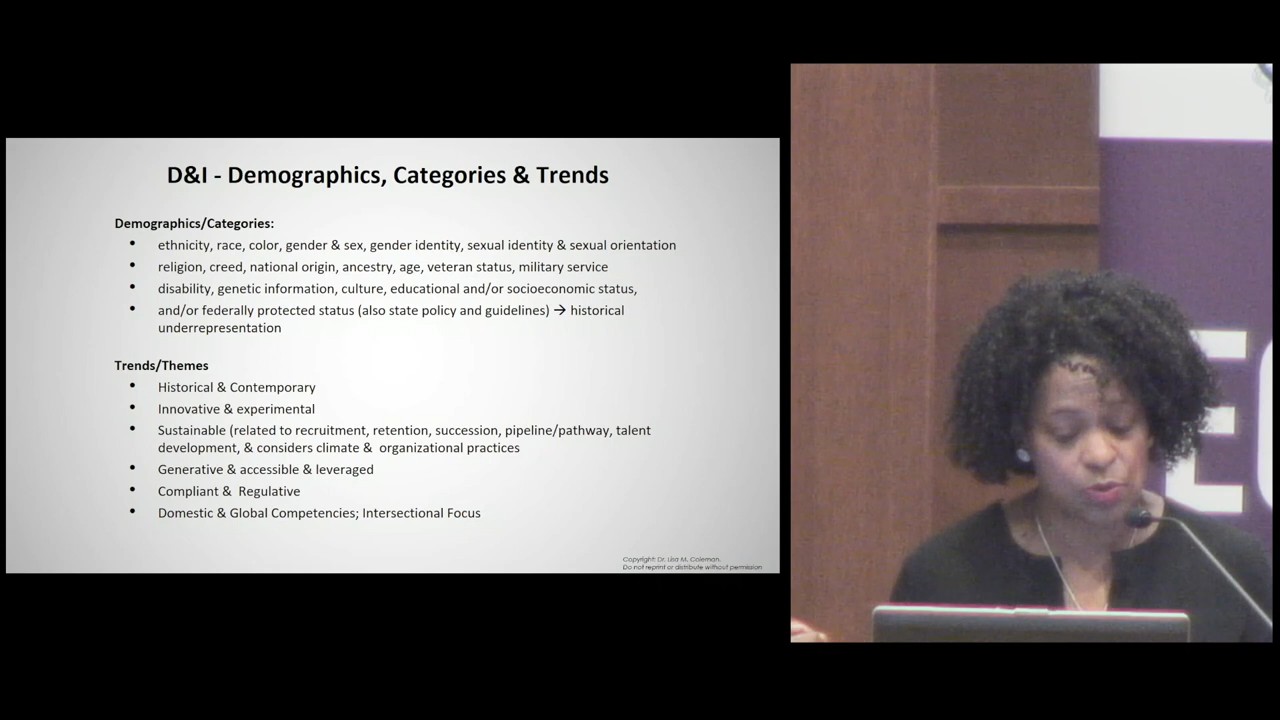 D&I - Demographics, Categories & Trends
Demographics/Categories:
• ethnicity, race, color, gender & sex, gender identity, sexual identity & sexual orientation
• religion, creed, national origin, ancestry, age, veteran status, military service
• disability, genetic information, culture, educational and/or socioeconomic status,
• and/or federally protected status (also state policy and guidelines) → historical
underrepresentation
Trends/Themes
• Historical & Contemporary
• Innovative & experimental
• Sustainable (related to recruitment, retention, succession, pipeline/pathway, talent
development, & considers climate & organizational practices
• Generative & accessible & leveraged
• Compliant & Regulative
• Domestic & Global Competencies; Intersectional Focus
Copyright: Dr. Lisa M. Coleman.
Do not reprint or distribute without permission